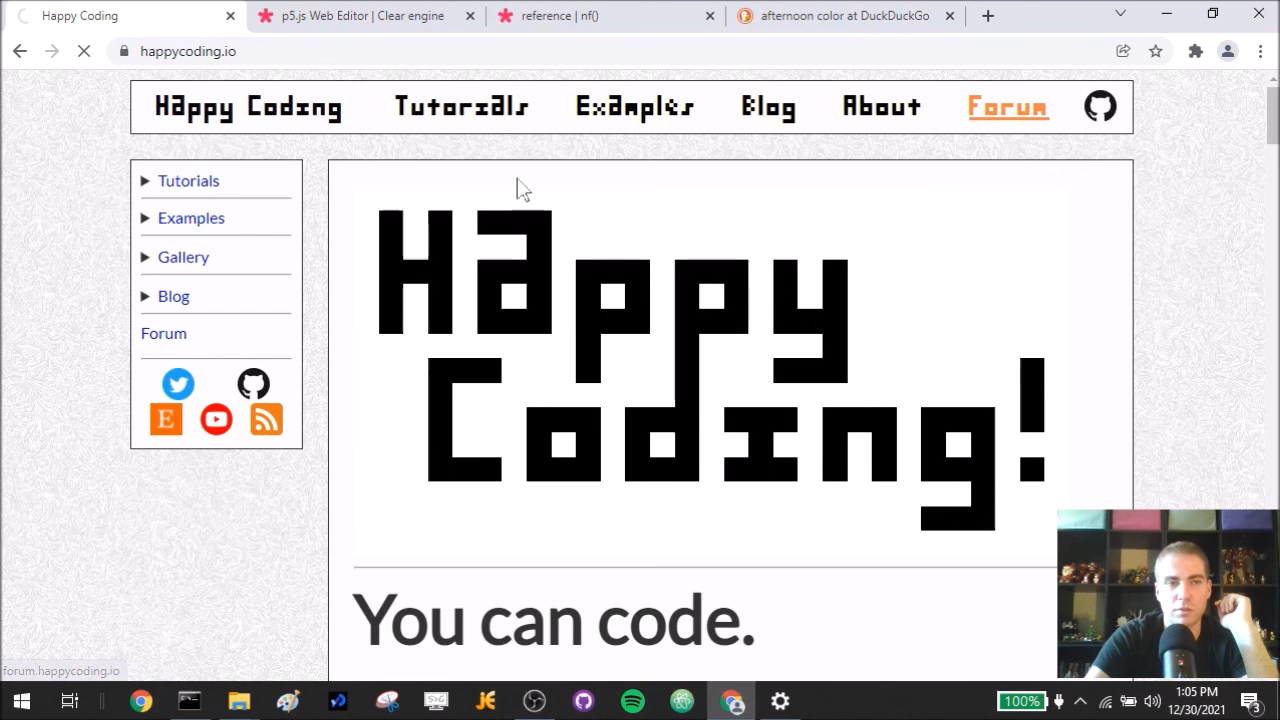 Happy Coding
p5.js Web Editor | Clear engine
reference | nf()
afternoon color at DuckDuckGo
happycoding.io
Happy Coding Tutorials Examples Blog About Forum
Tutorials
Examples
Gallery
Blog
Forum
E
Happy
Coding!
You can code.
forum.happycoding.io
100%
1:05 PM
12/30/2021
3